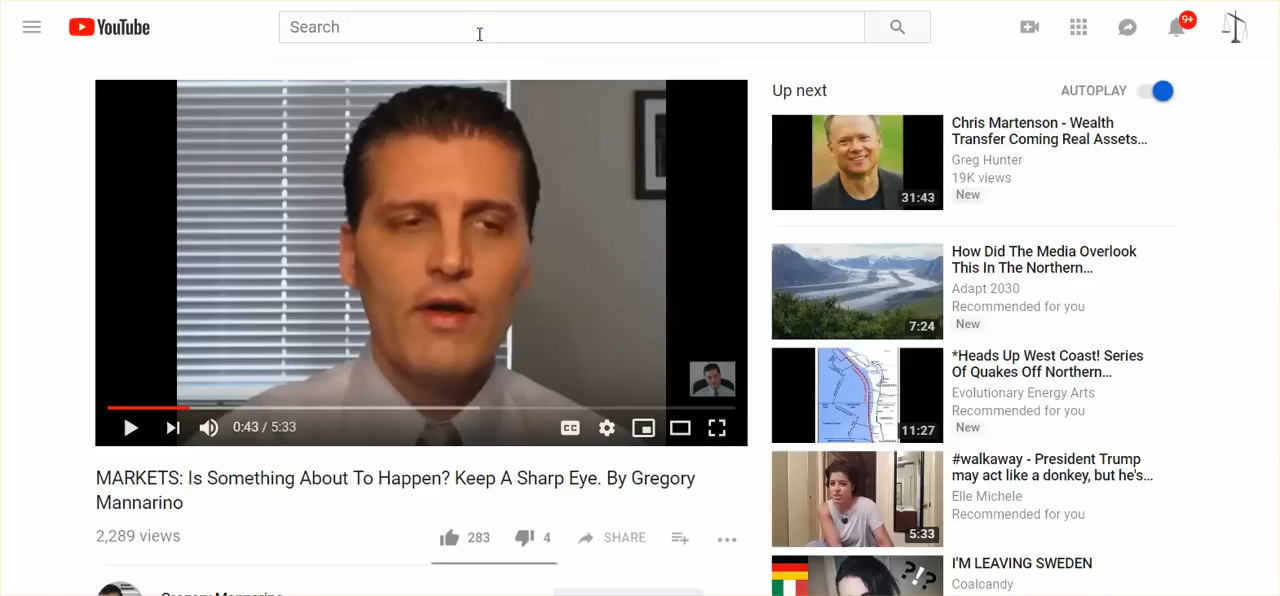 YouTube
Search
9+
0:43 / 5:33
CC
MARKETS: Is Something About To Happen? Keep A Sharp Eye. By Gregory
Mannarino
2,289 views
283
4
SHARE
Up next
AUTOPLAY
31:43
Chris Martenson - Wealth
Transfer Coming Real Assets...
Greg Hunter
19K views
New
7:24
How Did The Media Overlook
This In The Northern...
Adapt 2030
Recommended for you
New
11:27
*Heads Up West Coast! Series
Of Quakes Off Northern...
Evolutionary Energy Arts
Recommended for you
New
5:33
#walkaway - President Trump
may act like a donkey, but he's...
Elle Michele
Recommended for you
?!?
I'M LEAVING SWEDEN
Coalcandy